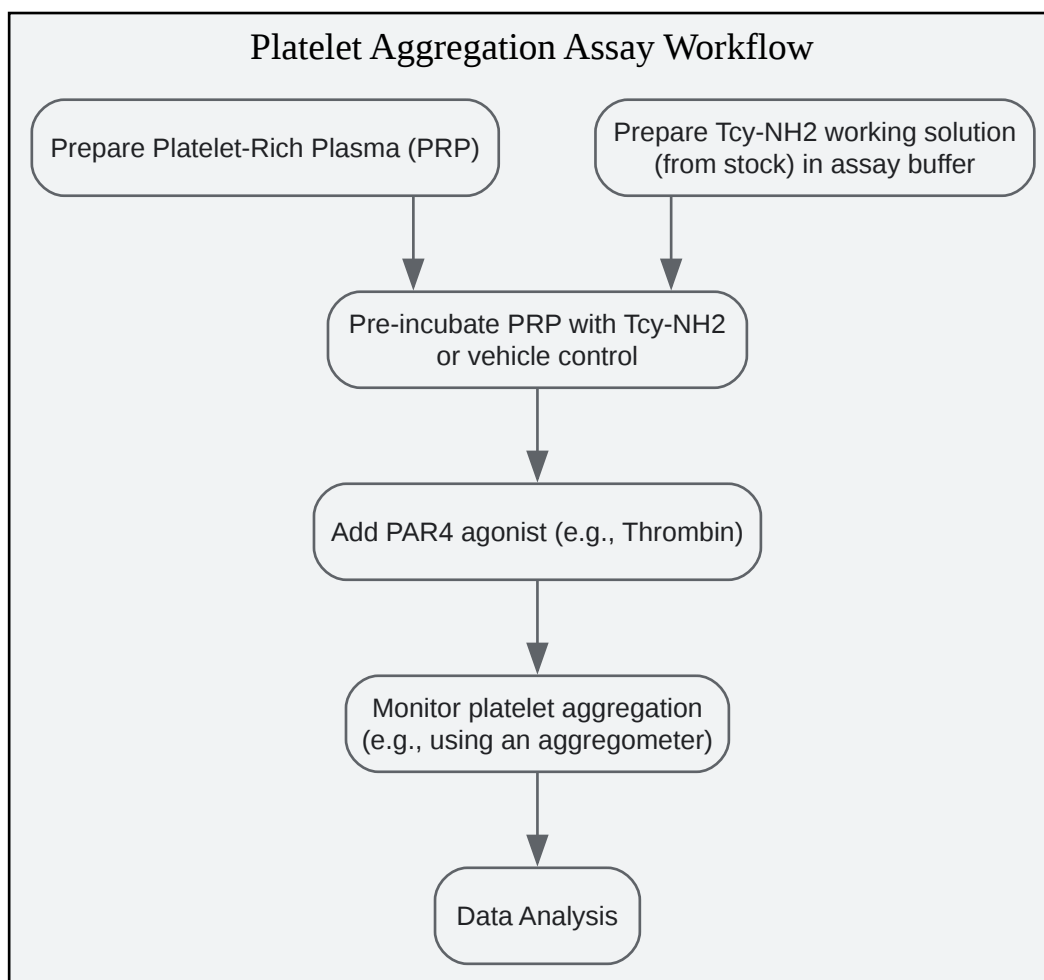 Platelet Aggregation Assay Workflow
Prepare Platelet-Rich Plasma (PRP)
Prepare Tcy-NH2 working solution
(from stock) in assay buffer
Pre-incubate PRP with Tcy-NH2
or vehicle control
Add PAR4 agonist (e.g., Thrombin)
Monitor platelet aggregation
(e.g., using an aggregometer)
Data Analysis